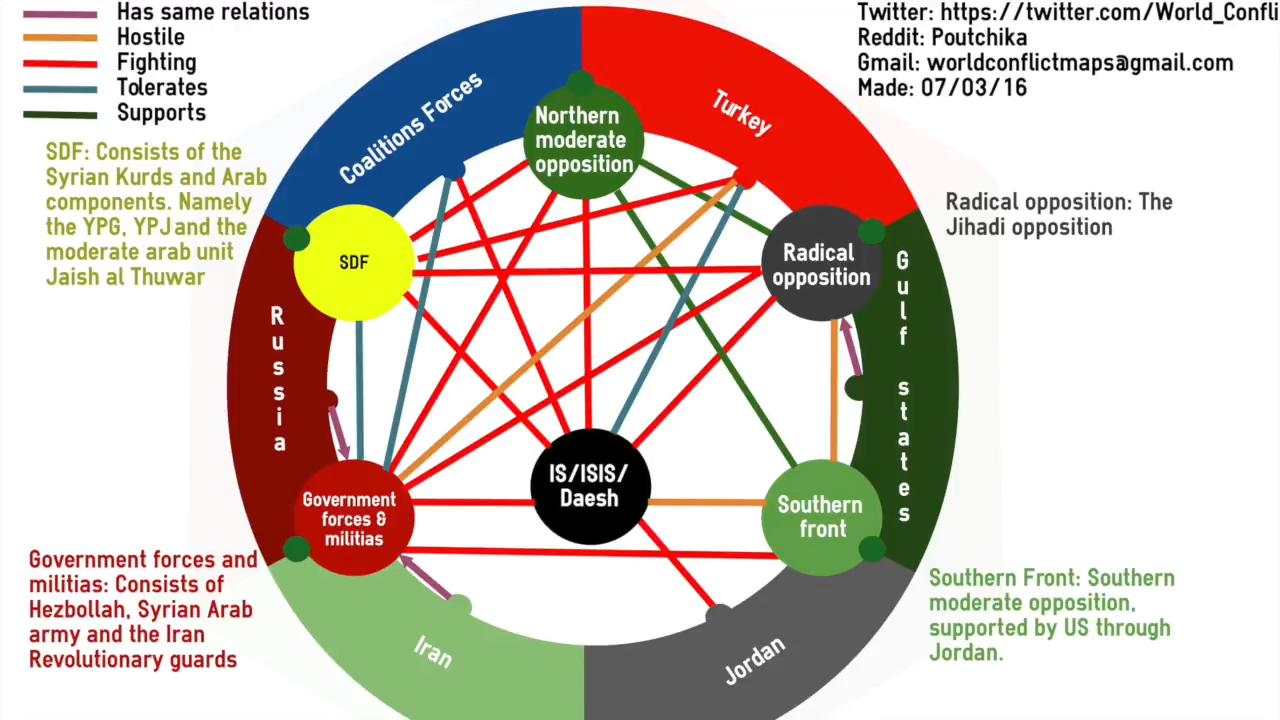 Has same relations
Hostile
Fighting
Tolerates
Supports
Twitter: https://twitter.com/World_Confli
Reddit: Poutchika
Gmail: worldconflictmaps@gmail.com
Made: 07/03/16
SDF: Consists of the
Syrian Kurds and Arab
components. Namely
the YPG, YPJ and the
moderate arab unit
Jaish al Thuwar
Coalitions Forces
Turkey
Northern
moderate
opposition
Radical opposition: The
Jihadi opposition
SDF
Radical
opposition
Russia
Gulf states
IS/ISIS/
Daesh
Government
forces &
militias
Southern
front
Government forces and
militias: Consists of
Hezbollah, Syrian Arab
army and the Iran
Revolutionary guards
Iran
Jordan
Southern Front: Southern
moderate opposition,
supported by US through
Jordan.